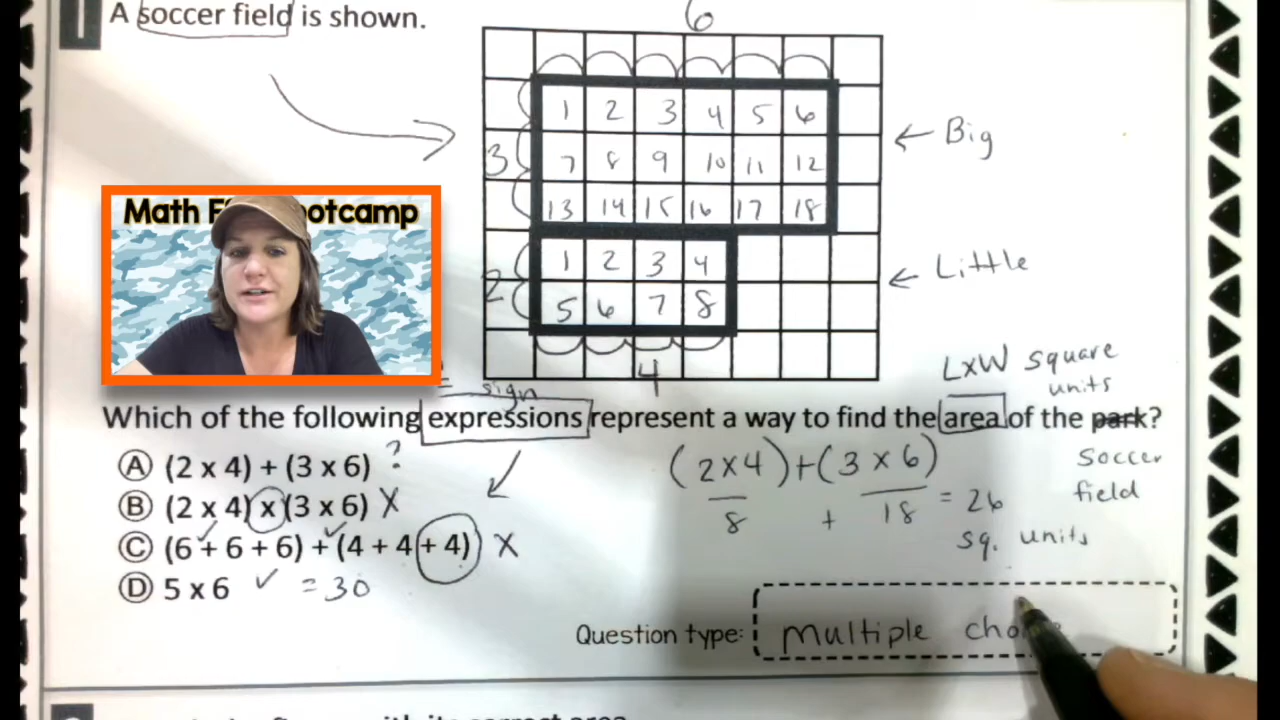 A soccer field is shown.
6
1 2 3 4 5 6
7 8 9 10 11 12
13 14 15 16 17 18
3
← Big
1 2 3 4
5 6 7 8
2
← Little
4
Math otcamp
sign
L×W square
units
Which of the following expressions represent a way to find the area of the park?
soccer
field
Ⓐ (2 x 4) + (3 x 6) ?
Ⓑ (2 x 4) x (3 x 6) X
Ⓒ (6 + 6 + 6) + (4 + 4 + 4) X
Ⓓ 5 x 6 ✓ = 30
(2 x 4) + (3 x 6)
8 + 18 = 26
sq. units
Question type: multiple